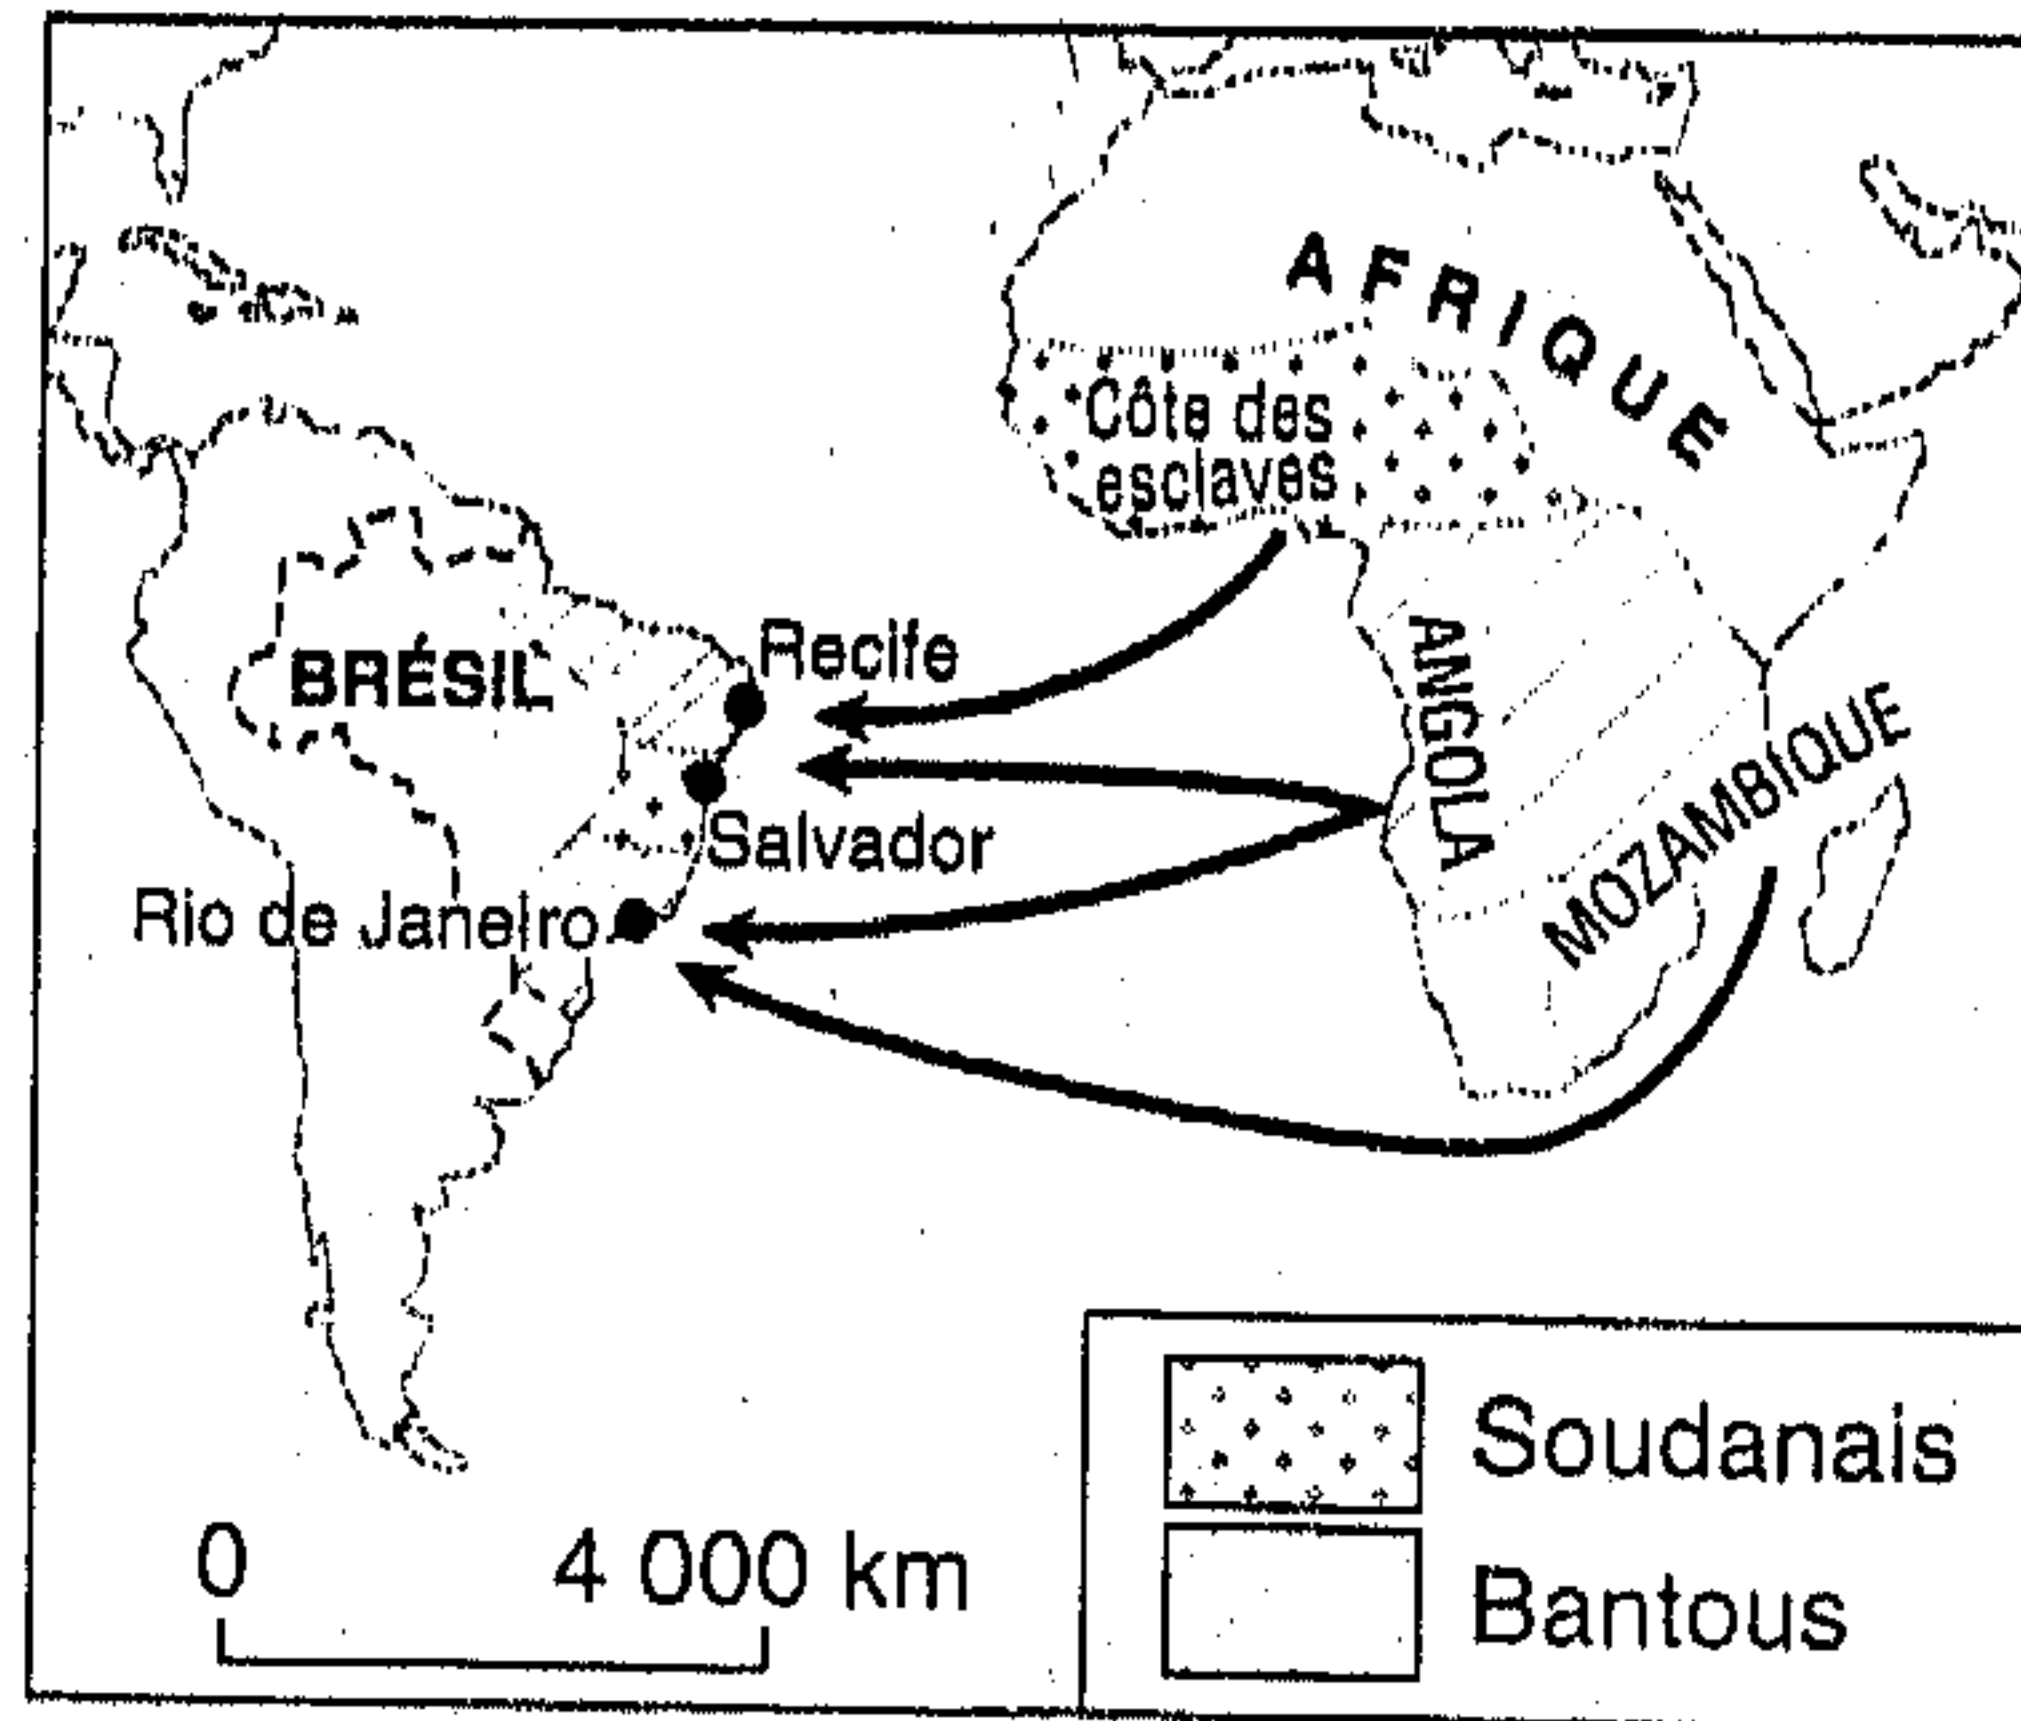 AFRIQUE
Côte des
esclaves
BRÉSIL
Recife
ANGOLA
MOZAMBIQUE
Salvador
Rio de Janeiro
Soudanais
Bantous
0 4 000 km